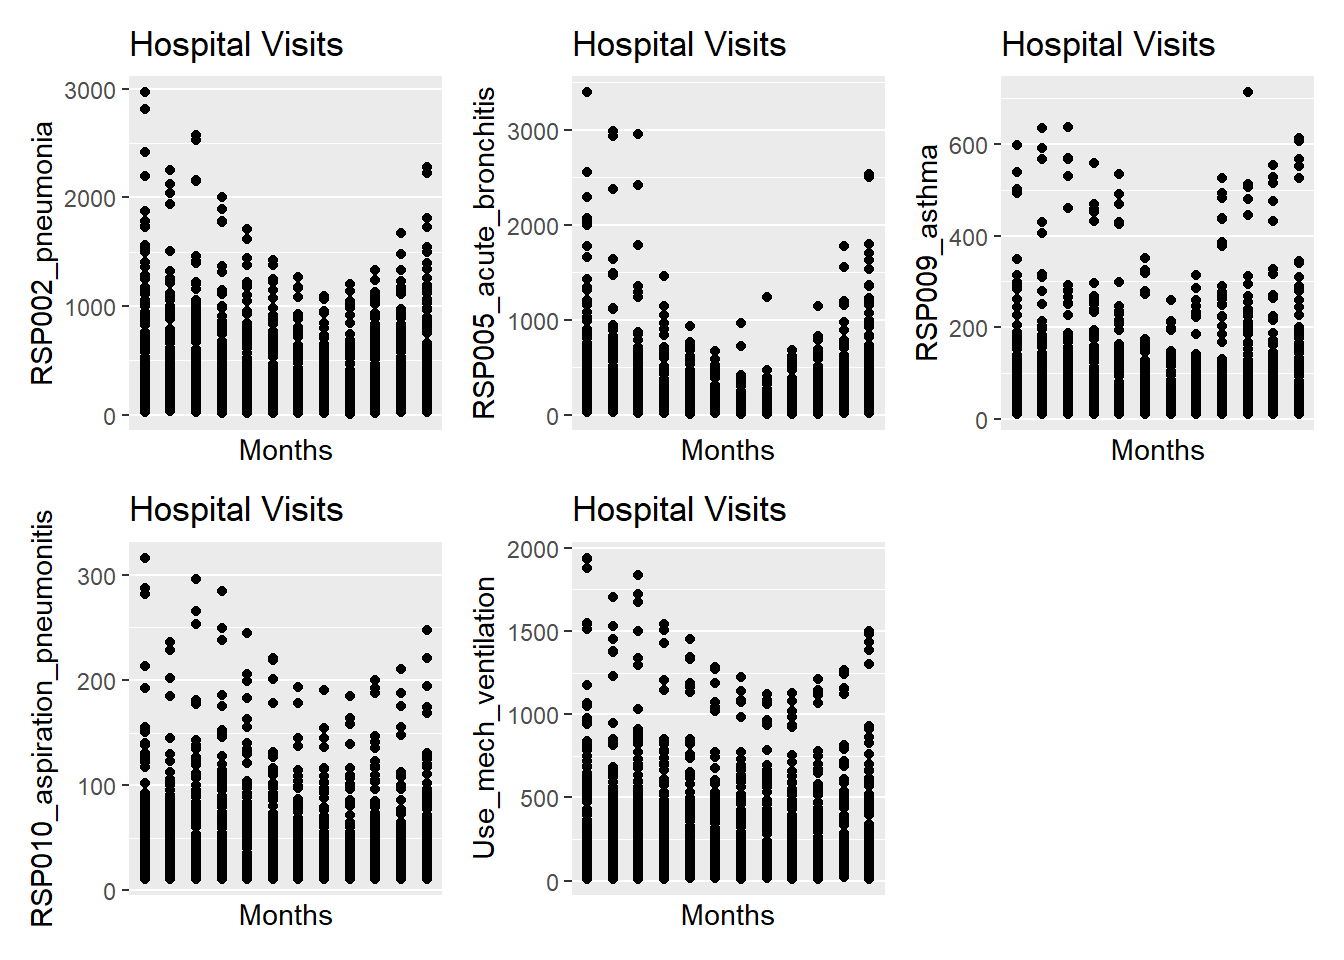 Hospital Visits
RSP002_pneumonia
3000
2000
1000
0
Months
Hospital Visits
RSP005_acute_bronchitis
3000
2000
1000
0
Months
Hospital Visits
RSP009_asthma
600
400
200
0
Months
Hospital Visits
RSP010_aspiration_pneumonitis
300
200
100
0
Months
Hospital Visits
Use_mech_ventilation
2000
1500
1000
500
0
Months